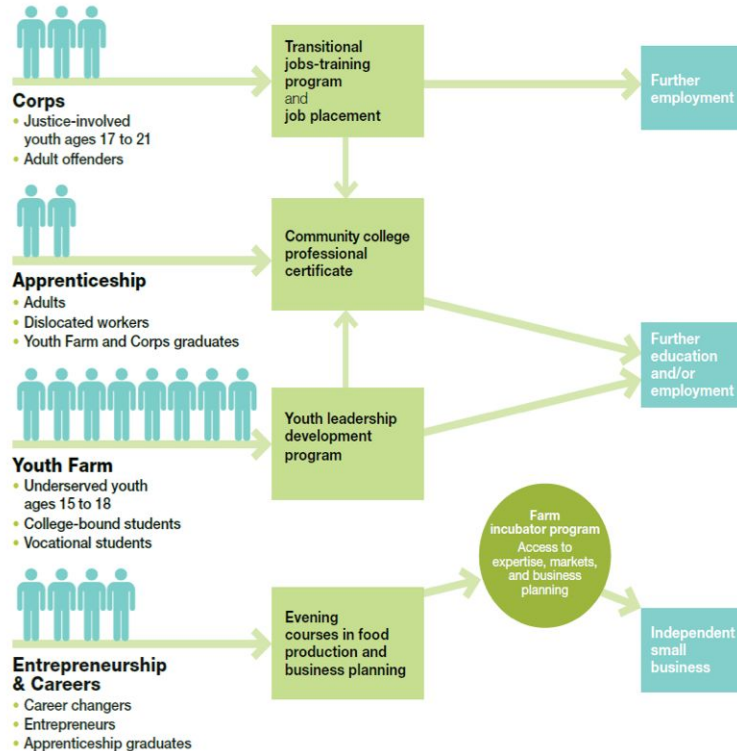 Corps
• Justice-involved
youth ages 17 to 21
• Adult offenders
Transitional
jobs-training
program
and
job placement
Further
employment
Apprenticeship
• Adults
• Dislocated workers
• Youth Farm and Corps graduates
Community college
professional
certificate
Further
education
and/or
employment
Youth Farm
• Underserved youth
ages 15 to 18
• College-bound students
• Vocational students
Youth leadership
development
program
Farm
incubator program
Access to
expertise, markets,
and business
planning
Entrepreneurship
& Careers
• Career changers
• Entrepreneurs
• Apprenticeship graduates
Evening
courses in food
production and
business planning
Independent
small
business